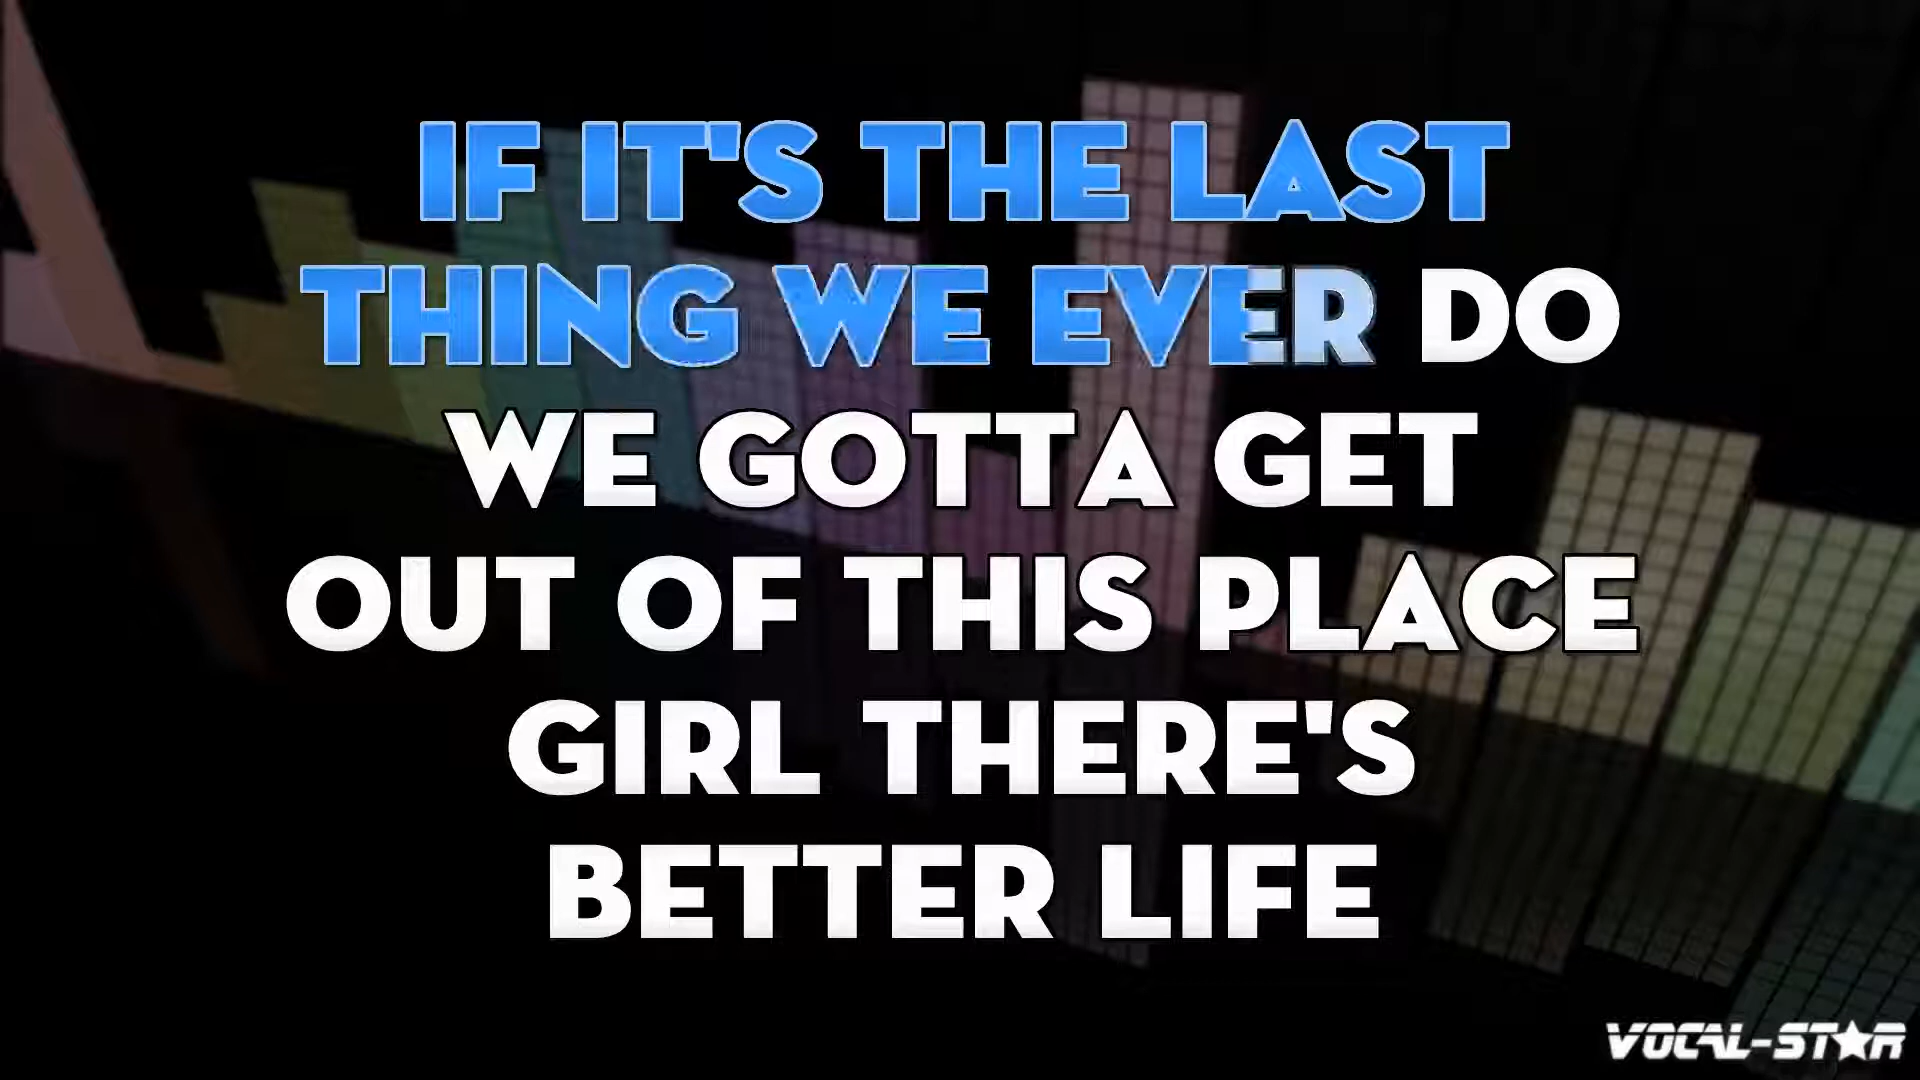 IF IT'S THE LAST
THING WE EVER DO
WE GOTTA GET
OUT OF THIS PLACE
GIRL THERE'S
BETTER LIFE
VOCAL-STAR